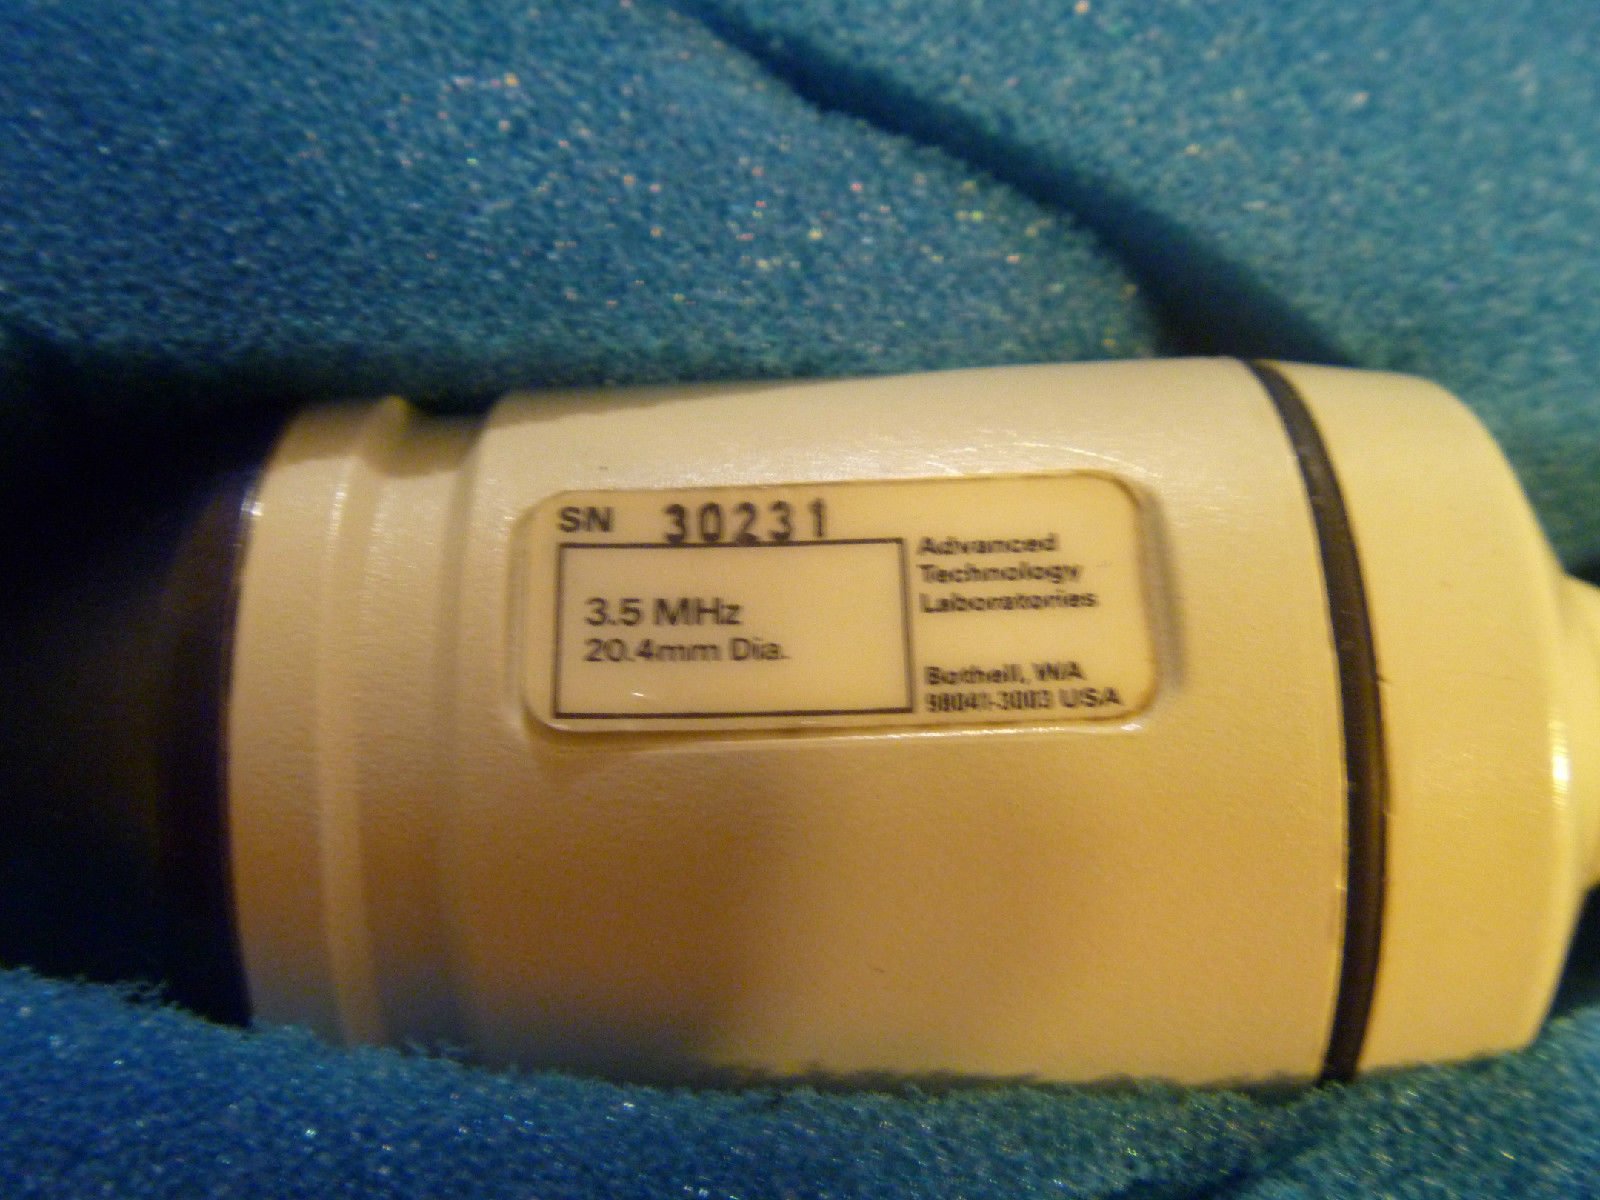 SN 30231
3.5 MHz
20.4mm Dia.
Advanced
Technology
Laboratories
Bothell, WA
98041-3003 USA